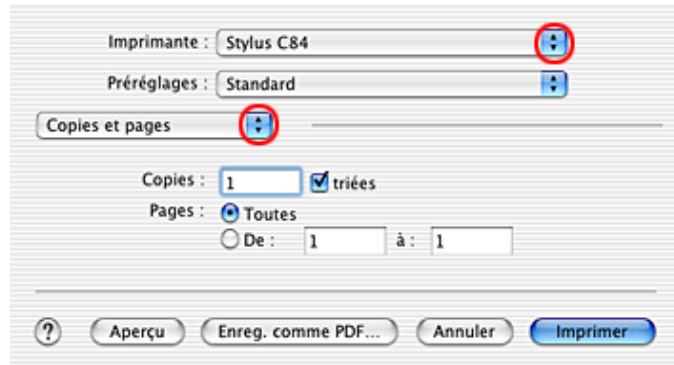 Imprimante : Stylus C84
Préréglages : Standard
Copies et pages
Copies : 1 triées
Pages : Toutes
De : 1 à : 1
? Aperçu Enreg. comme PDF... Annuler Imprimer